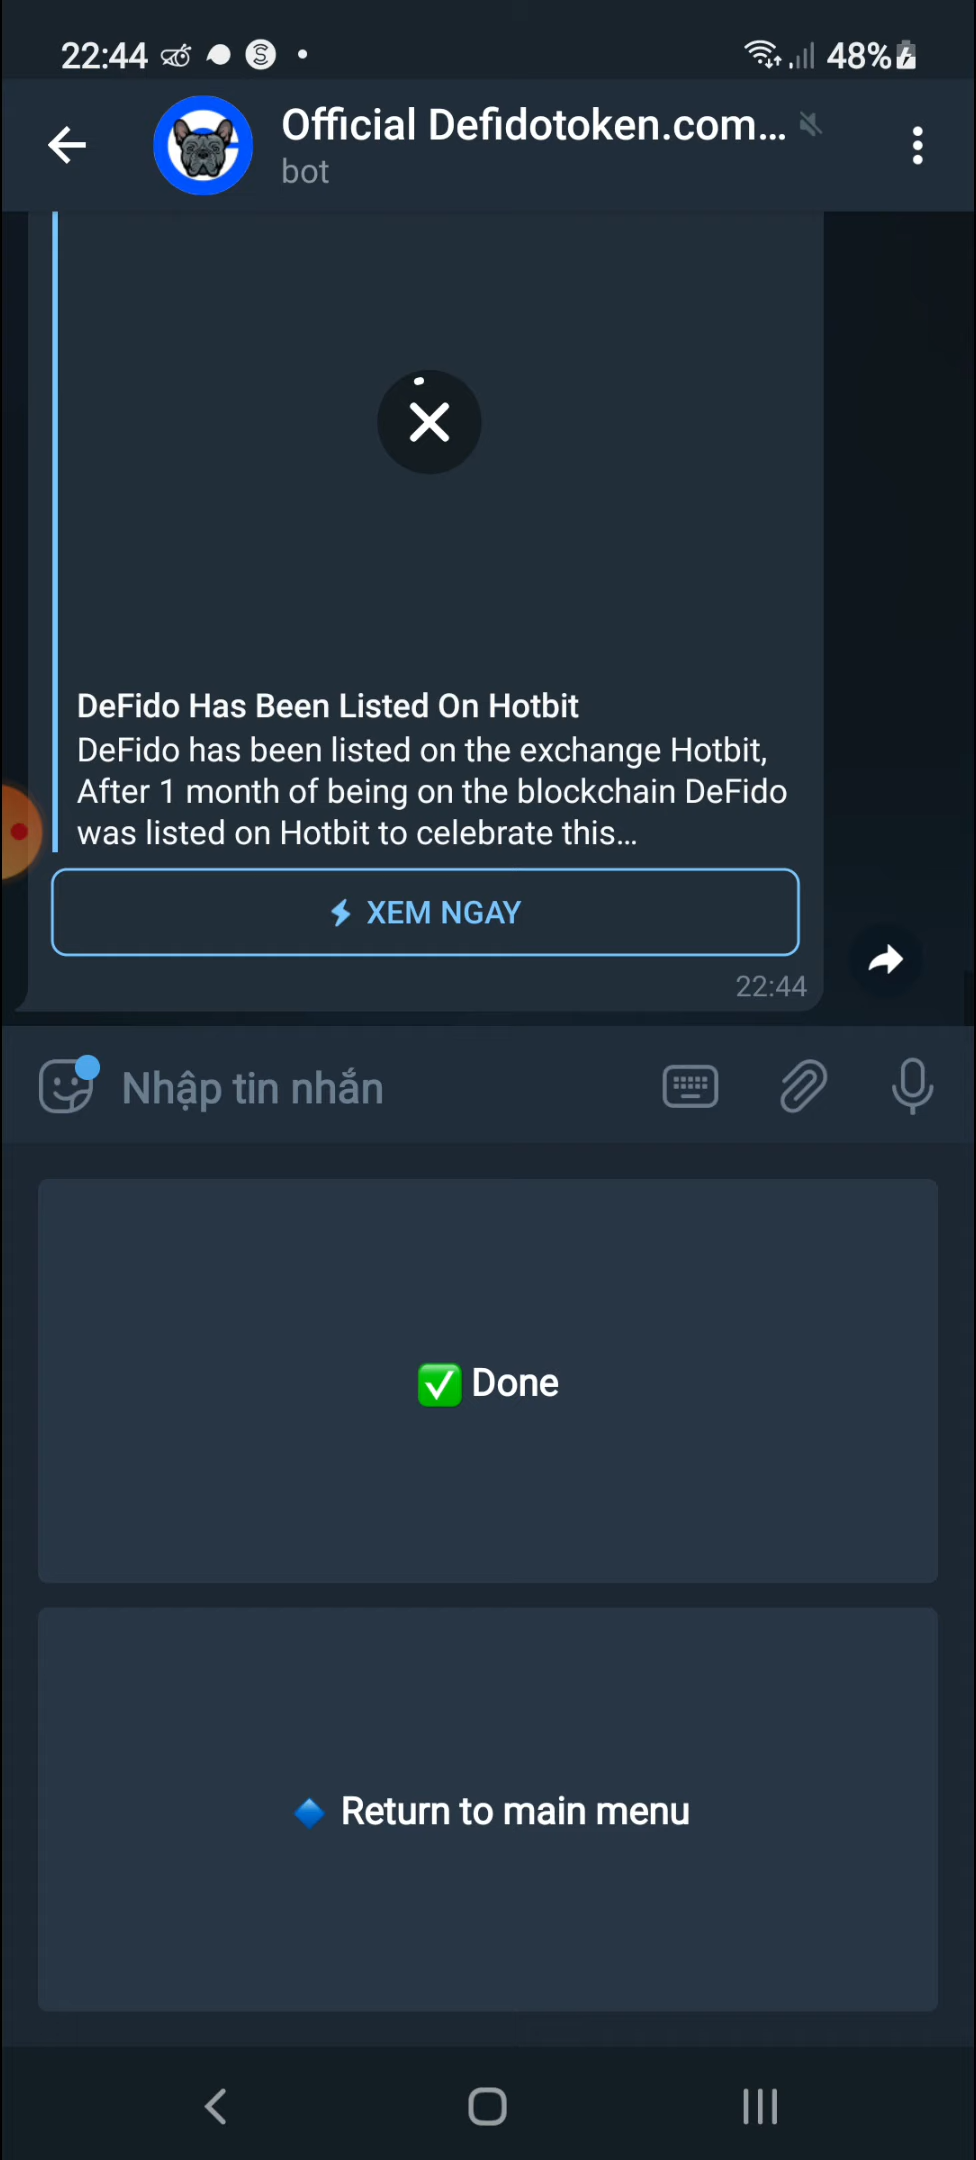 22:44
48%
Official Defidotoken.com...
bot
DeFido Has Been Listed On Hotbit
DeFido has been listed on the exchange Hotbit,
After 1 month of being on the blockchain DeFido
was listed on Hotbit to celebrate this...
XEM NGAY
22:44
Nhập tin nhắn
✅ Done
🔹 Return to main menu